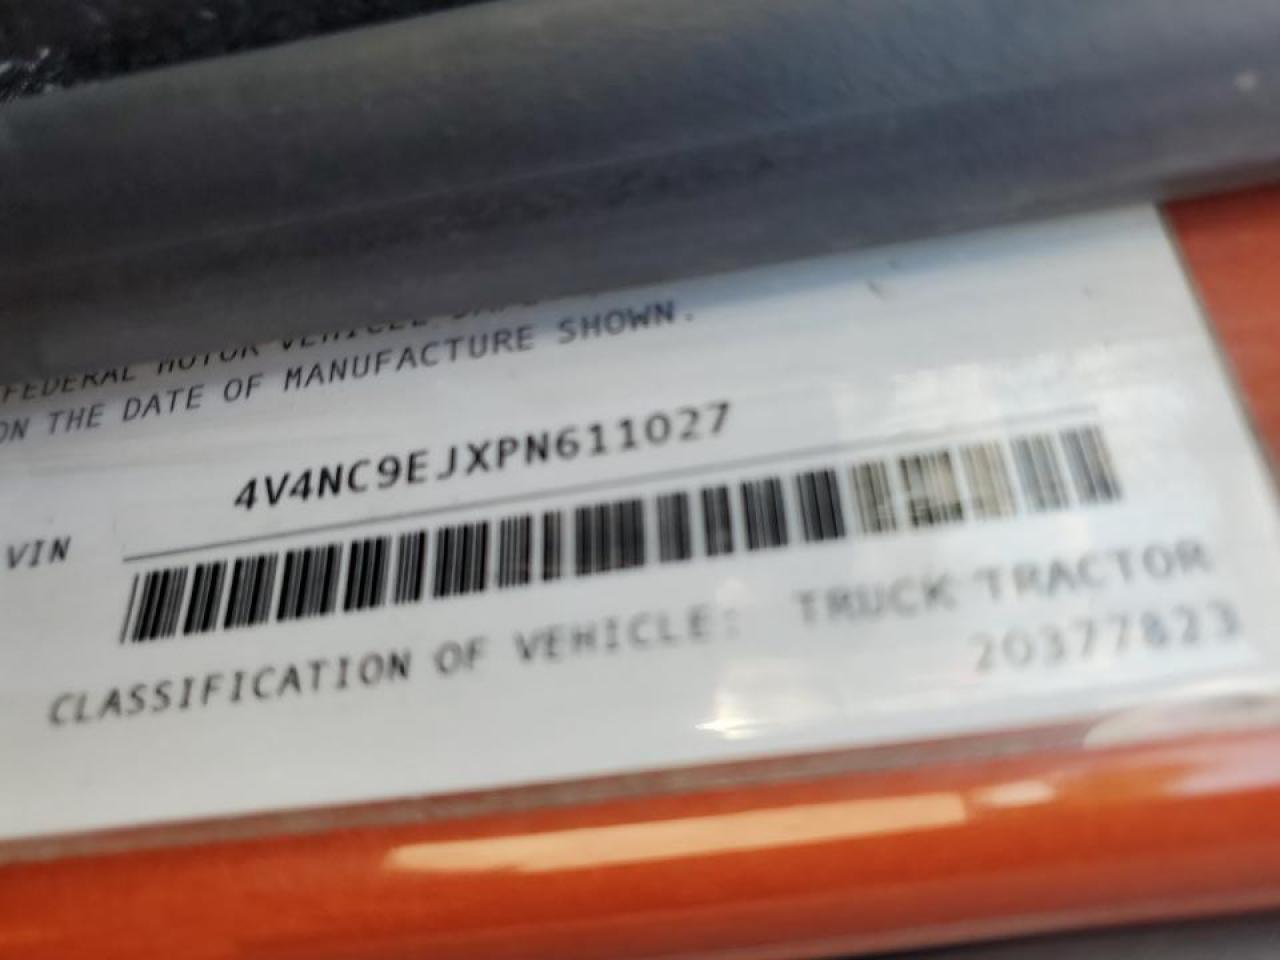 FEDERAL MOTOR VEHICLE
ON THE DATE OF MANUFACTURE SHOWN.
4V4NC9EJXPN611027
VIN
CLASSIFICATION OF VEHICLE: TRUCK TRACTOR
20377823